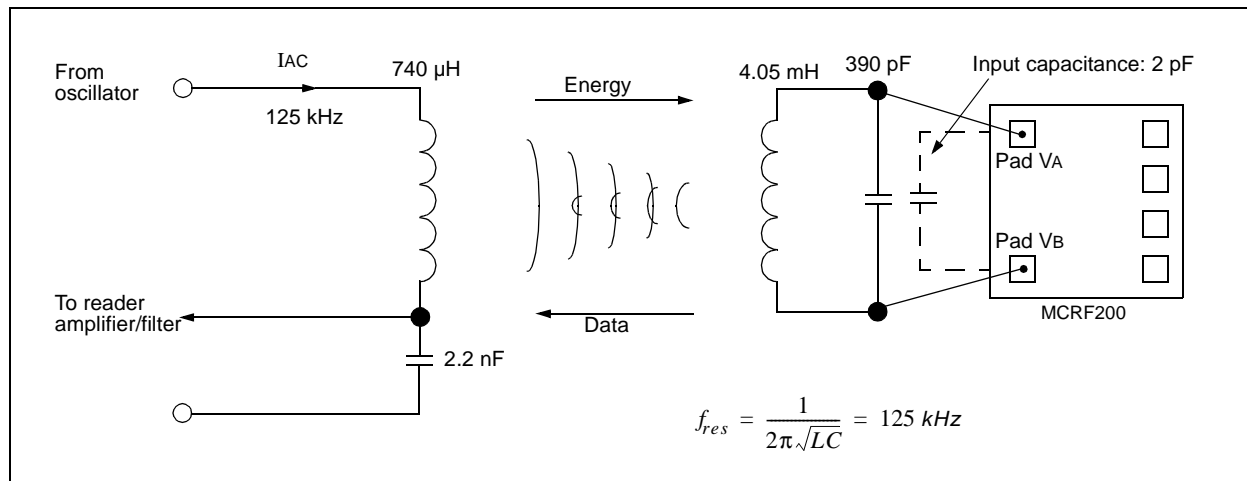 From
oscillator
IAC
125 kHz
740 µH
Energy
4.05 mH
390 pF
Input capacitance: 2 pF
Pad VA
Pad VB
MCRF200
To reader
amplifier/filter
Data
2.2 nF
f_res = 1 / (2π√LC) = 125 kHz